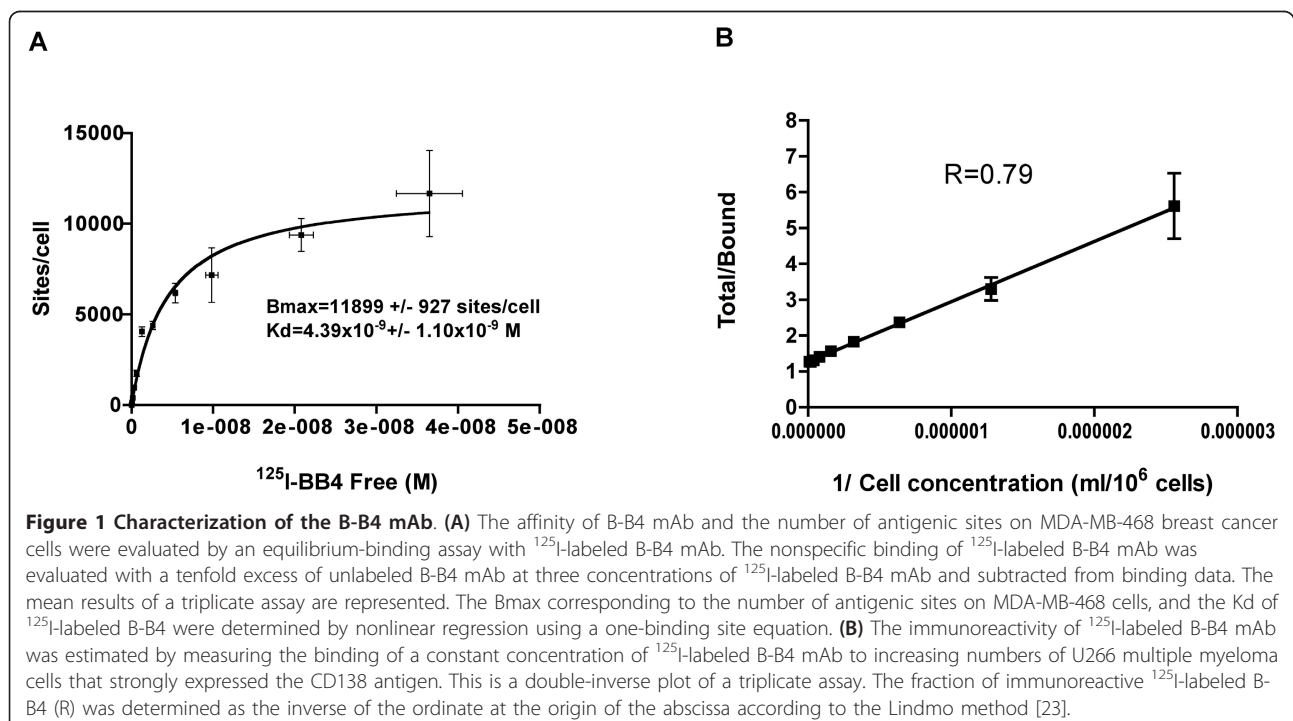 A
15000
10000
5000
0
Sites/cell
Bmax=11899 +/- 927 sites/cell
Kd=4.39x10⁻⁹+/- 1.10x10⁻⁹ M
0 1e-008 2e-008 3e-008 4e-008 5e-008
¹²⁵I-BB4 Free (M)
B
8
7
6
5
4
3
2
1
0
Total/Bound
R=0.79
0.000000 0.000001 0.000002 0.000003
1/ Cell concentration (ml/10⁶ cells)
Figure 1 Characterization of the B-B4 mAb. (A) The affinity of B-B4 mAb and the number of antigenic sites on MDA-MB-468 breast cancer
cells were evaluated by an equilibrium-binding assay with ¹²⁵I-labeled B-B4 mAb. The nonspecific binding of ¹²⁵I-labeled B-B4 mAb was
evaluated with a tenfold excess of unlabeled B-B4 mAb at three concentrations of ¹²⁵I-labeled B-B4 mAb and subtracted from binding data. The
mean results of a triplicate assay are represented. The Bmax corresponding to the number of antigenic sites on MDA-MB-468 cells, and the Kd of
¹²⁵I-labeled B-B4 were determined by nonlinear regression using a one-binding site equation. (B) The immunoreactivity of ¹²⁵I-labeled B-B4 mAb
was estimated by measuring the binding of a constant concentration of ¹²⁵I-labeled B-B4 mAb to increasing numbers of U266 multiple myeloma
cells that strongly expressed the CD138 antigen. This is a double-inverse plot of a triplicate assay. The fraction of immunoreactive ¹²⁵I-labeled B-
B4 (R) was determined as the inverse of the ordinate at the origin of the abscissa according to the Lindmo method [23].